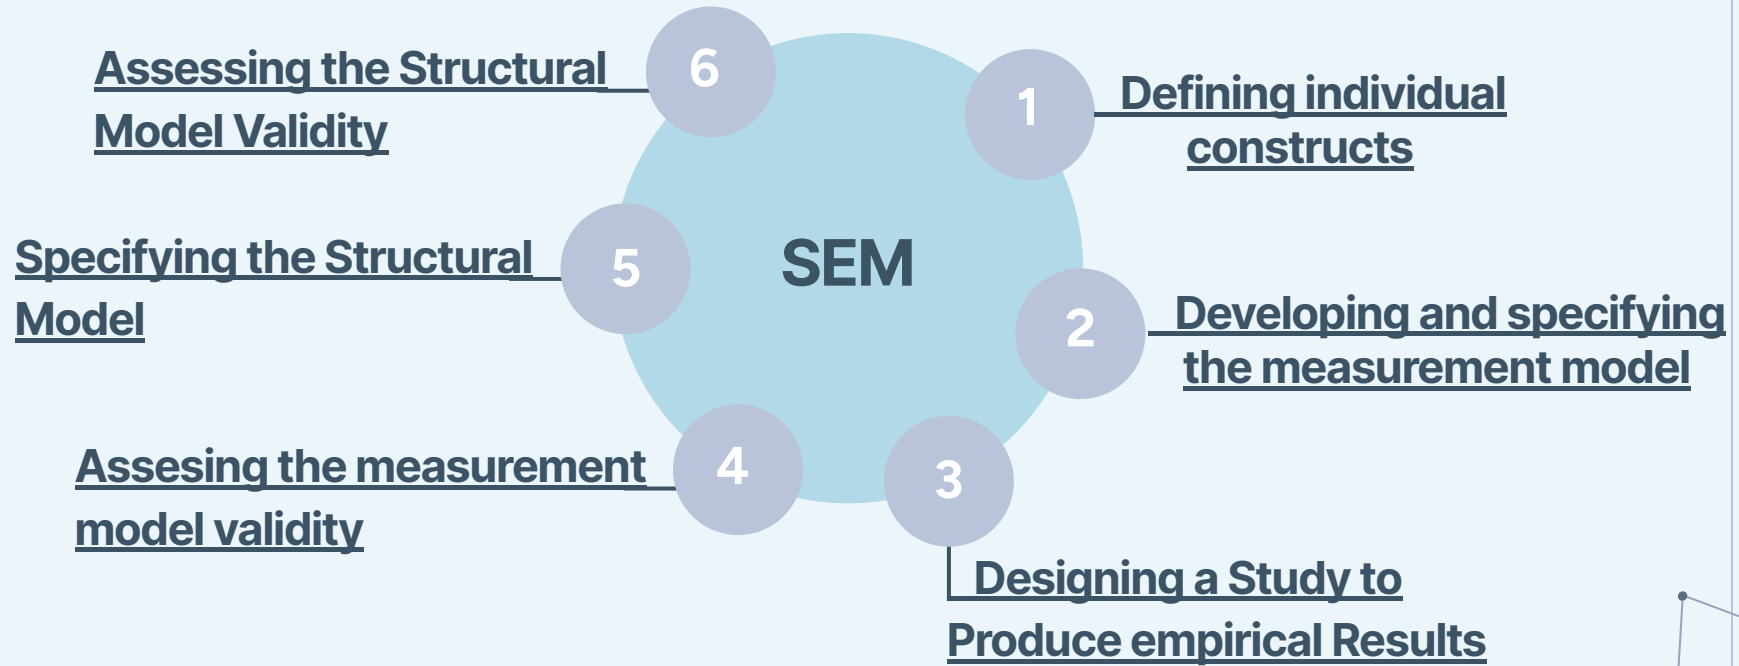 SEM
1
Defining individual
constructs
2
Developing and specifying
the measurement model
3
Designing a Study to
Produce empirical Results
4
Assesing the measurement
model validity
5
Specifying the Structural
Model
6
Assessing the Structural
Model Validity